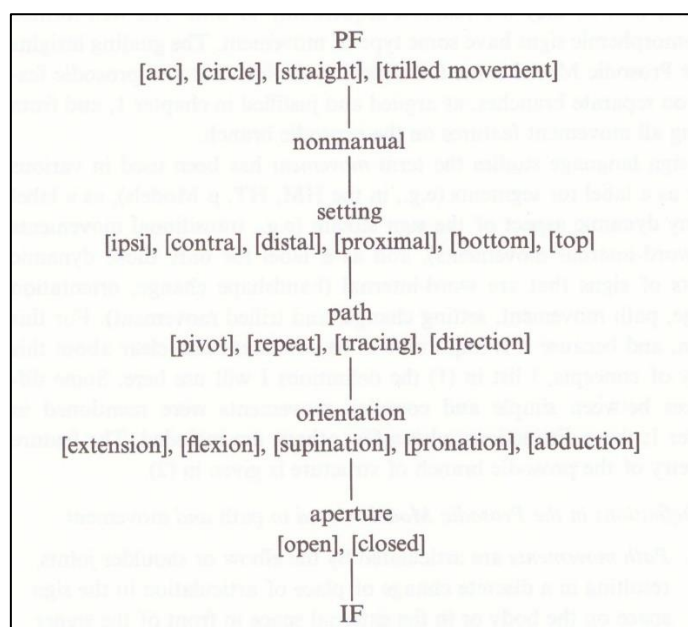 PF
[arc], [circle], [straight], [trilled movement]
nonmanual
setting
[ipsi], [contra], [distal], [proximal], [bottom], [top]
path
[pivot], [repeat], [tracing], [direction]
orientation
[extension], [flexion], [supination], [pronation], [abduction]
aperture
[open], [closed]
IF